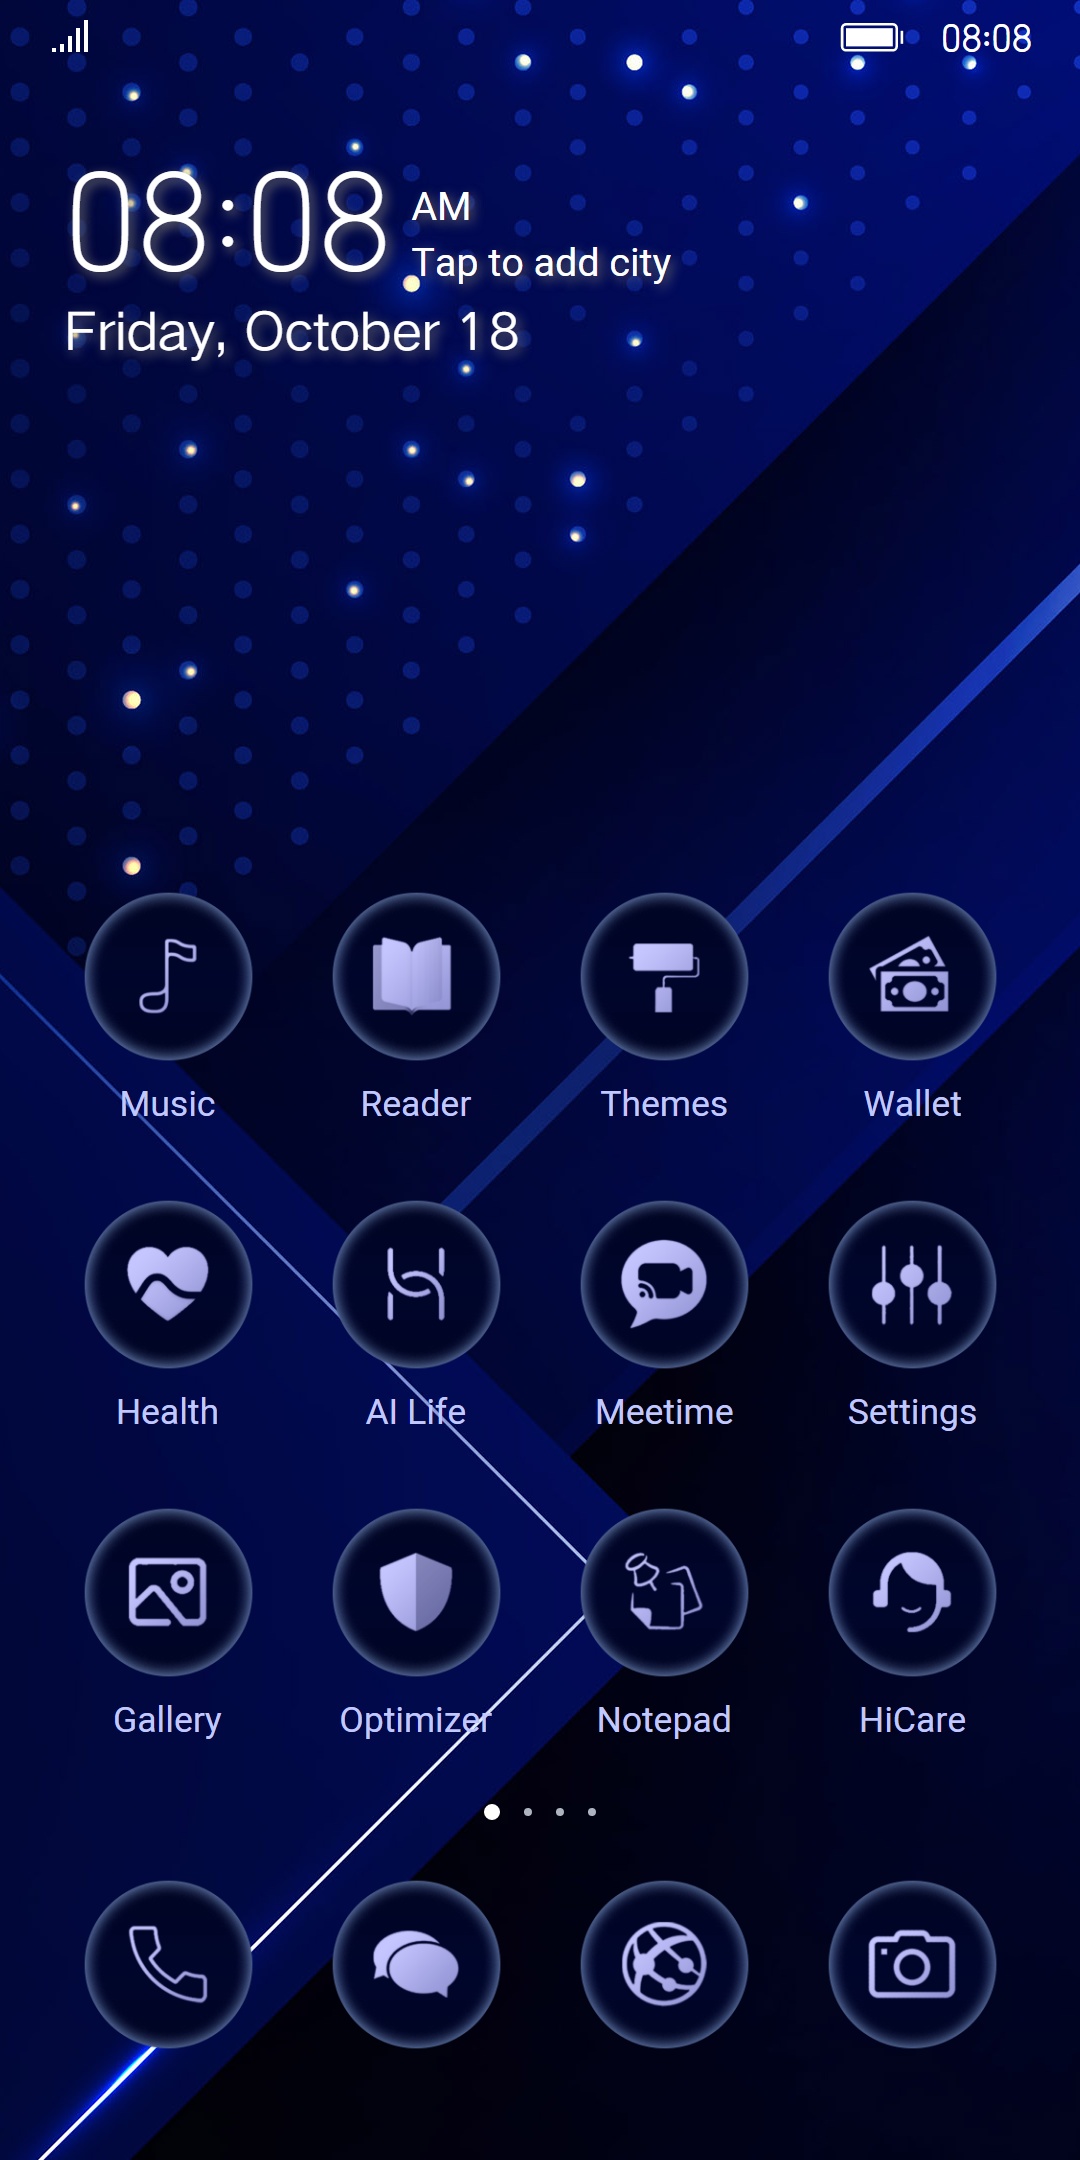 08:08
08:08 AM
Tap to add city
Friday, October 18
Music Reader Themes Wallet
Health AI Life Meetime Settings
Gallery Optimizer Notepad HiCare